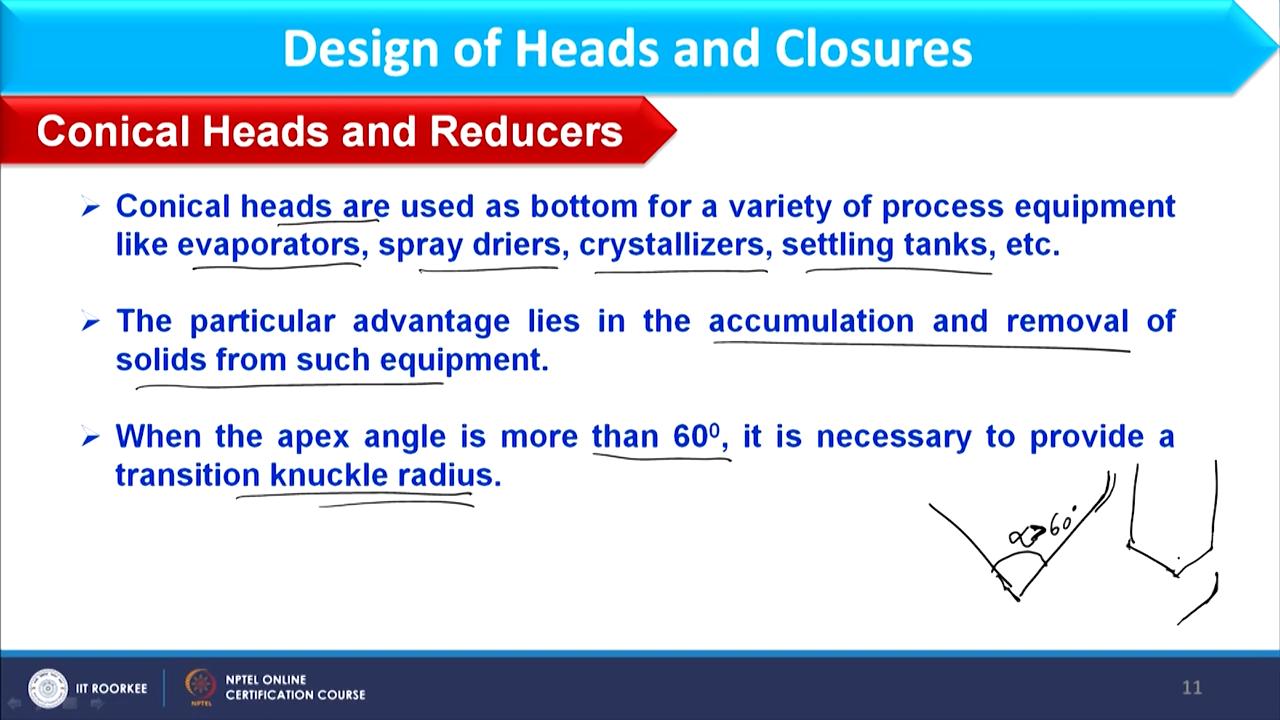 Design of Heads and Closures
Conical Heads and Reducers
Conical heads are used as bottom for a variety of process equipment
like evaporators, spray driers, crystallizers, settling tanks, etc.
The particular advantage lies in the accumulation and removal of
solids from such equipment.
When the apex angle is more than 60⁰, it is necessary to provide a
transition knuckle radius.
α>60°
IIT ROORKEE
NPTEL
NPTEL ONLINE
CERTIFICATION COURSE
11